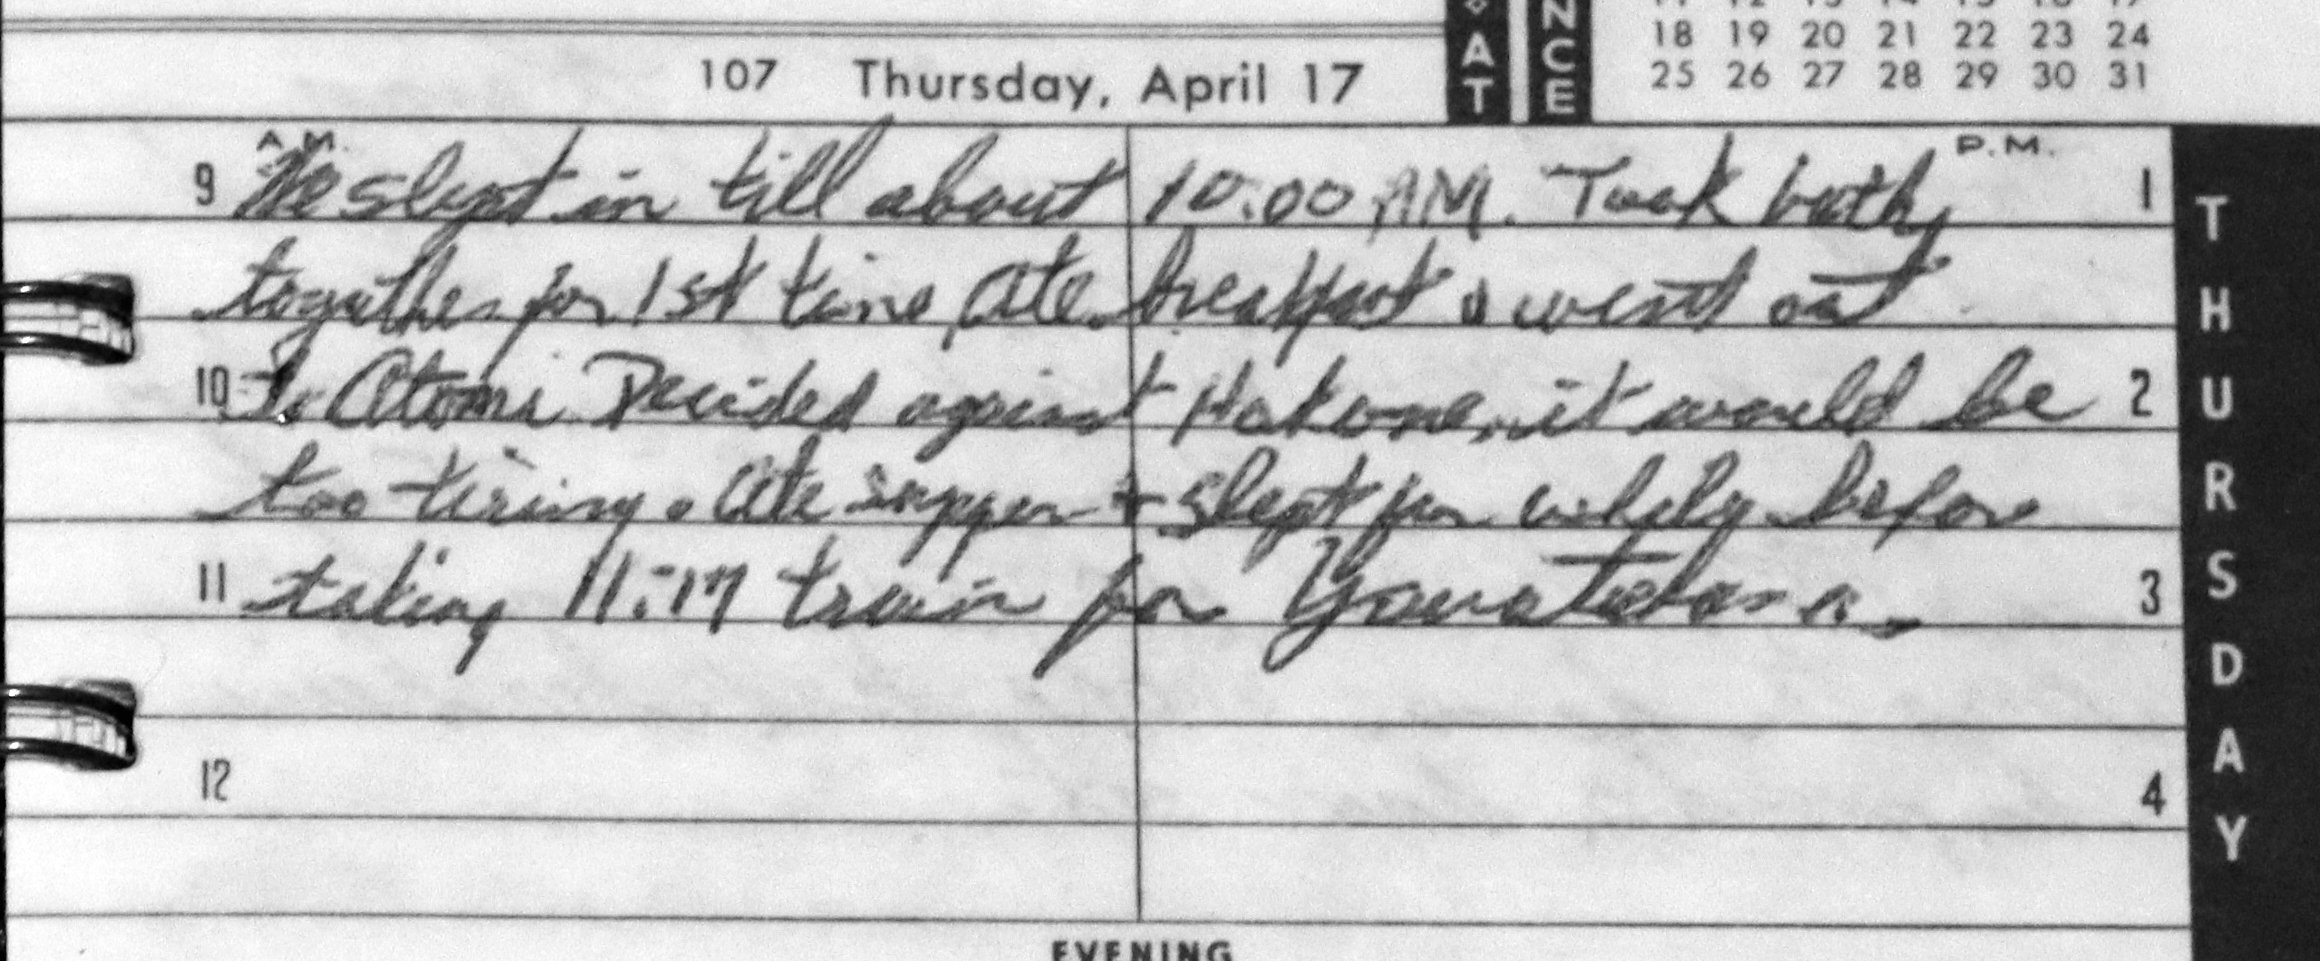 AT
NCE
18 19 20 21 22 23 24
25 26 27 28 29 30 31
107 Thursday, April 17
A.M. P.M.
9 We slept in till about 10:00 AM. Took bath, 1
together for 1st time, Ate breakfast & went out
10 to Atami Decided against Hakone, it would be 2
too tiring. Ate supper + slept for while before
11 taking 11:17 train for 3
12 4
EVENING
THURSDAY